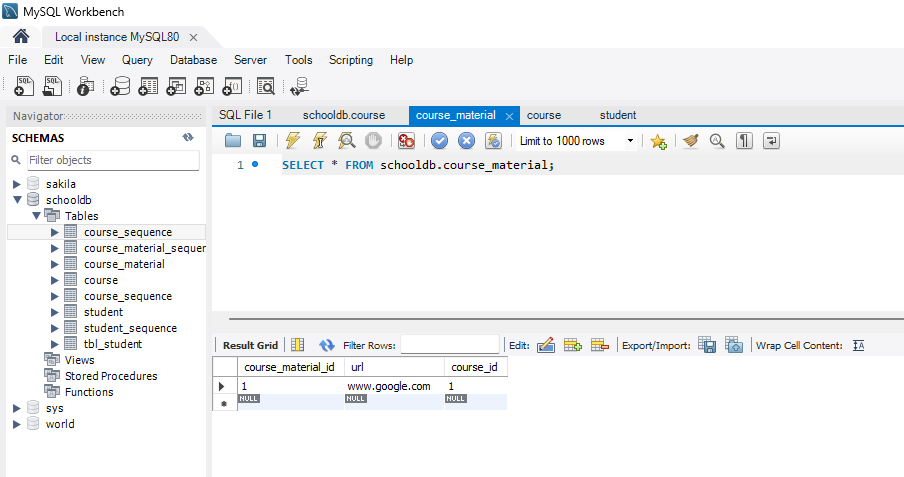 MySQL Workbench
Local instance MySQL80
File Edit View Query Database Server Tools Scripting Help
Navigator
SCHEMAS
Filter objects
sakila
schooldb
Tables
course_sequence
course_material_sequer
course_material
course
course_sequence
student
student_sequence
tbl_student
Views
Stored Procedures
Functions
sys
world
SQL File 1 schooldb.course course_material course student
Limit to 1000 rows
1 SELECT * FROM schooldb.course_material;
Result Grid Filter Rows: Edit: Export/Import: Wrap Cell Content:
course_material_id url course_id
1 www.google.com 1
NULL NULL NULL